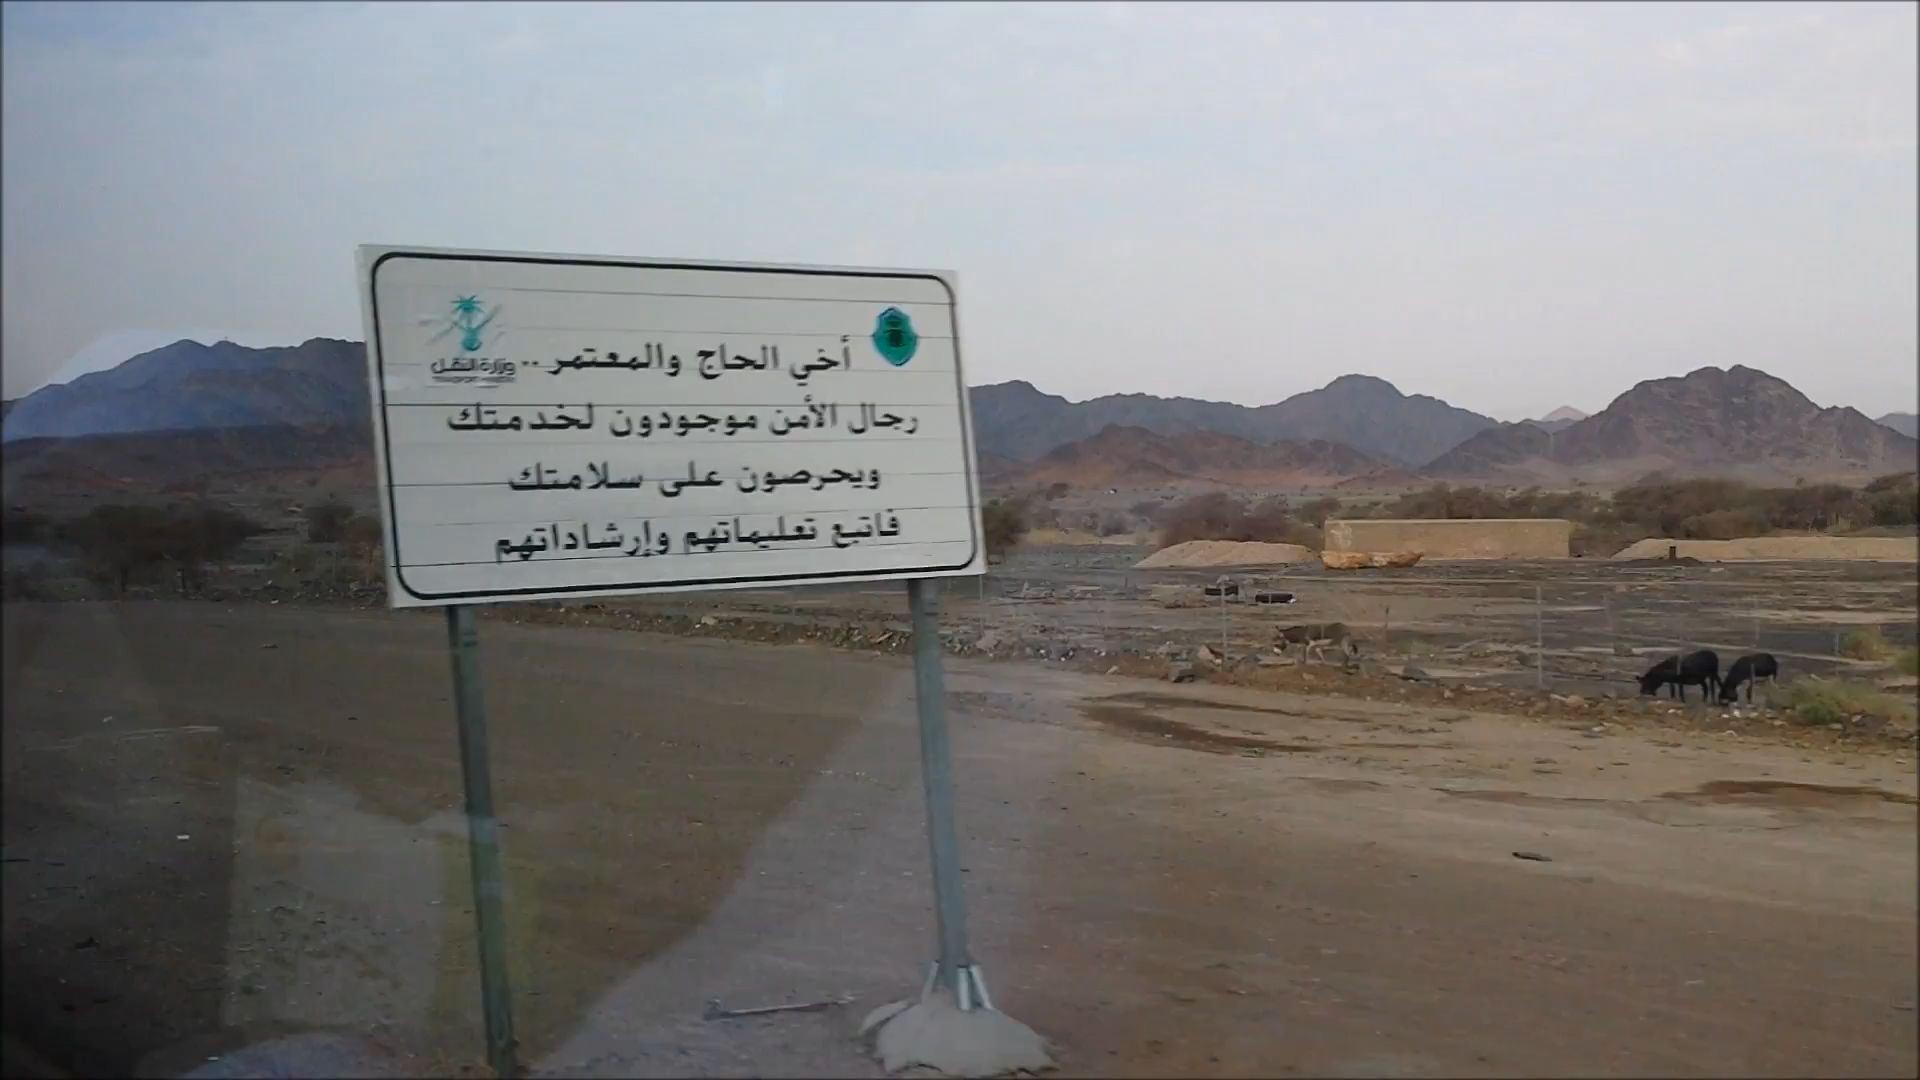 أخي الحاج والمعتمر..
رجال الأمن موجودون لخدمتك
ويحرصون على سلامتك
فاتبع تعليماتهم وإرشاداتهم
وزارة النقل